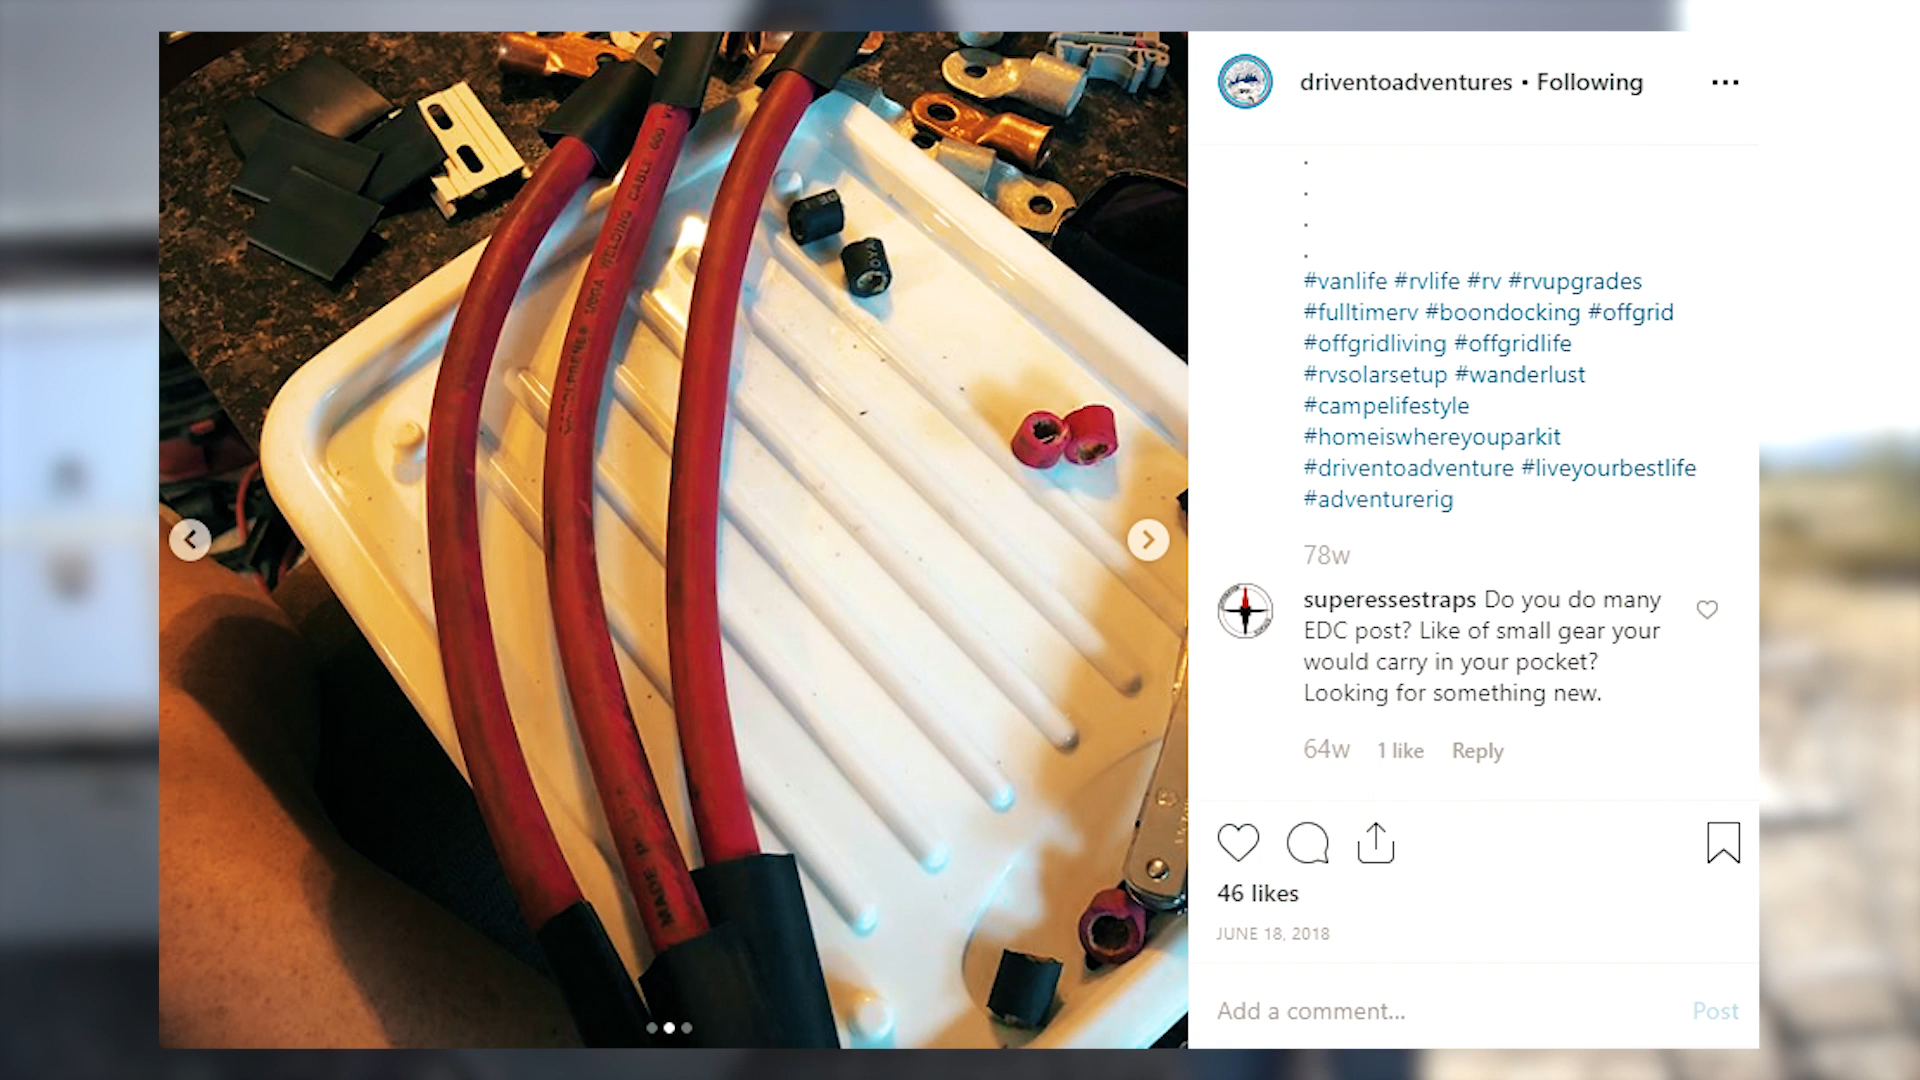 driventoadventures • Following
.
.
.
.
#vanlife #rvlife #rv #rvupgrades
#fulltimerv #boondocking #offgrid
#offgridliving #offgridlife
#rvsolarsetup #wanderlust
#campelifestyle
#homeiswhereyouparkit
#driventoadventure #liveyourbestlife
#adventurerig
78w
superessestraps Do you do many
EDC post? Like of small gear your
would carry in your pocket?
Looking for something new.
64w 1 like Reply
46 likes
JUNE 18, 2018
Add a comment... Post
WELDING CABLE 600 V
MADE